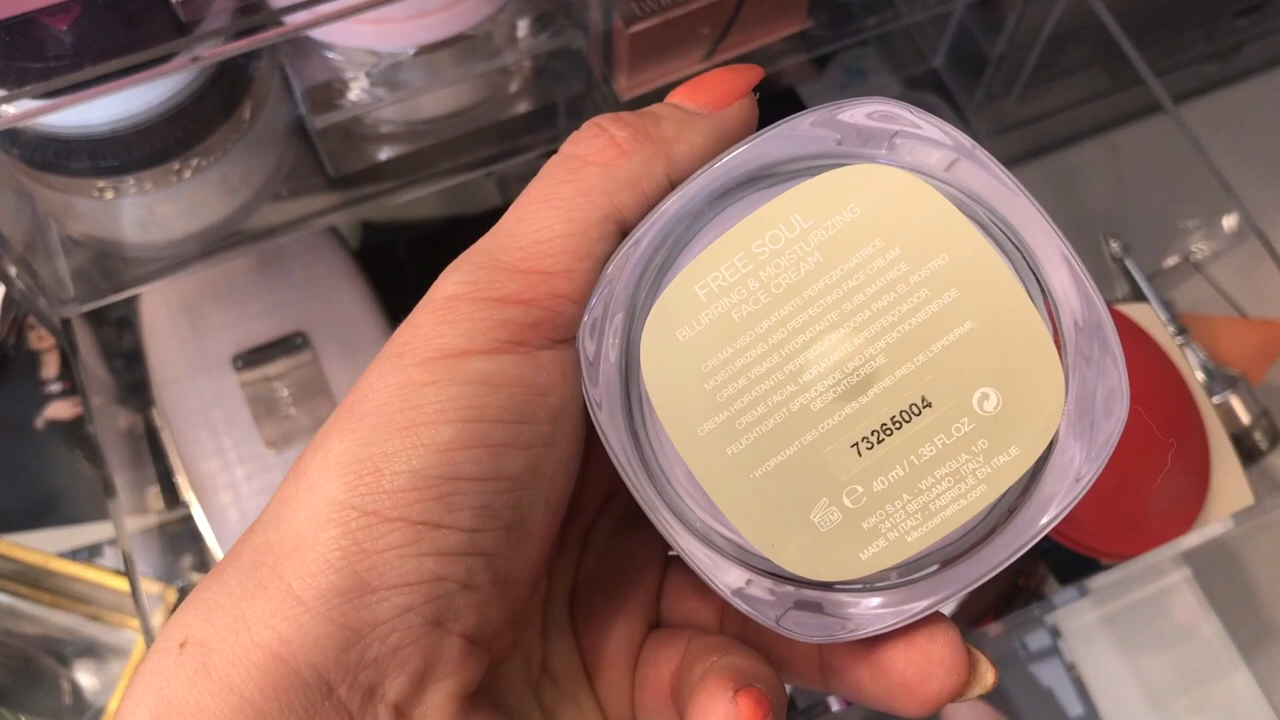 FREE SOUL
BLURRING & MOISTURIZING
FACE CREAM
CREMA VISO IDRATANTE PERFEZIONATRICE
MOISTURIZING AND PERFECTING FACE CREAM
CRÈME VISAGE HYDRATANTE* SUBLIMATRICE
CREMA HIDRATANTE PERFECCIONADORA PARA EL ROSTRO
CREME FACIAL HIDRATANTE APERFEIÇOADOR
FEUCHTIGKEIT SPENDENDE UND PERFEKTIONIERENDE
GESICHTSCREME
*HYDRATANT DES COUCHES SUPÉRIEURES DE L'ÉPIDERME.
73265004
12M e 40 ml / 1.35 FL.OZ.
KIKO S.p.A. - VIA PAGLIA, 1/D
24122 BERGAMO - ITALY
MADE IN ITALY - FABRIQUÉ EN ITALIE
kikocosmetics.com